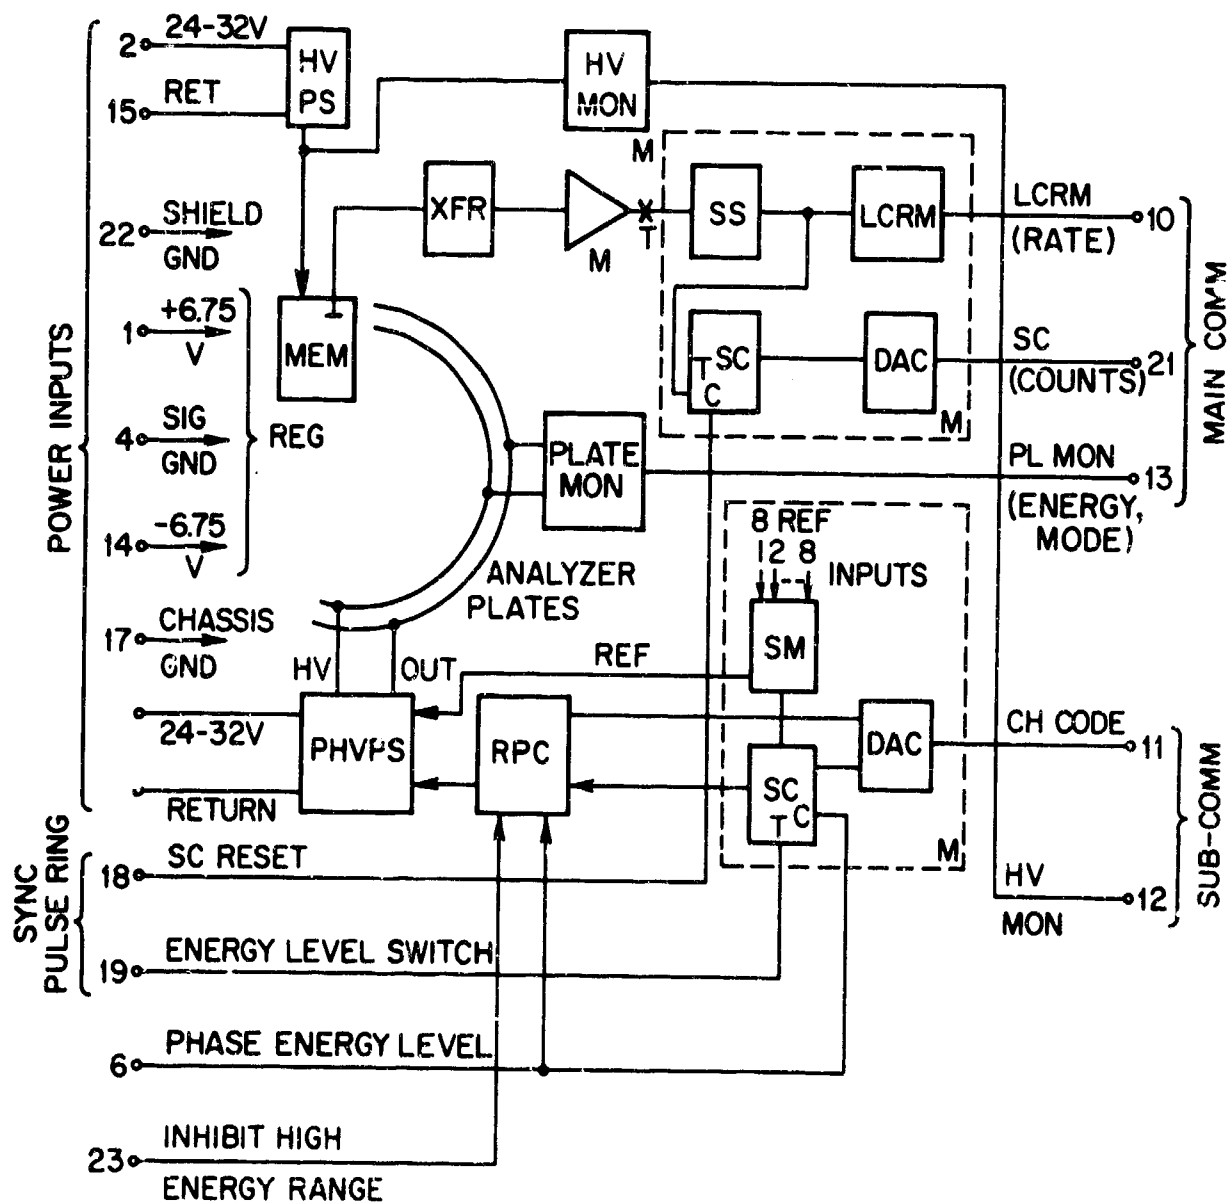 POWER INPUTS
2 24-32V
15 RET
22 SHIELD
GND
1 +6.75
V
4 SIG
GND
14 -6.75
V
REG
17 CHASSIS
GND
24-32V
RETURN
SYNC
PULSE RING
18 SC RESET
19 ENERGY LEVEL SWITCH
6 PHASE ENERGY LEVEL
23 INHIBIT HIGH
ENERGY RANGE
HV
PS
HV
MON
M
XFR
M
X
T
SS
LCRM
MEM
T SC
C
DAC
M
PLATE
MON
ANALYZER
PLATES
HV OUT
PHVPS
REF
RPC
8 REF
1 2 -- 8 INPUTS
SM
DAC
SC
T C
M
LCRM
(RATE)
10
SC
(COUNTS)
21
PL MON
(ENERGY,
MODE)
13
MAIN COMM
CH CODE
11
HV
MON
12
SUB-COMM